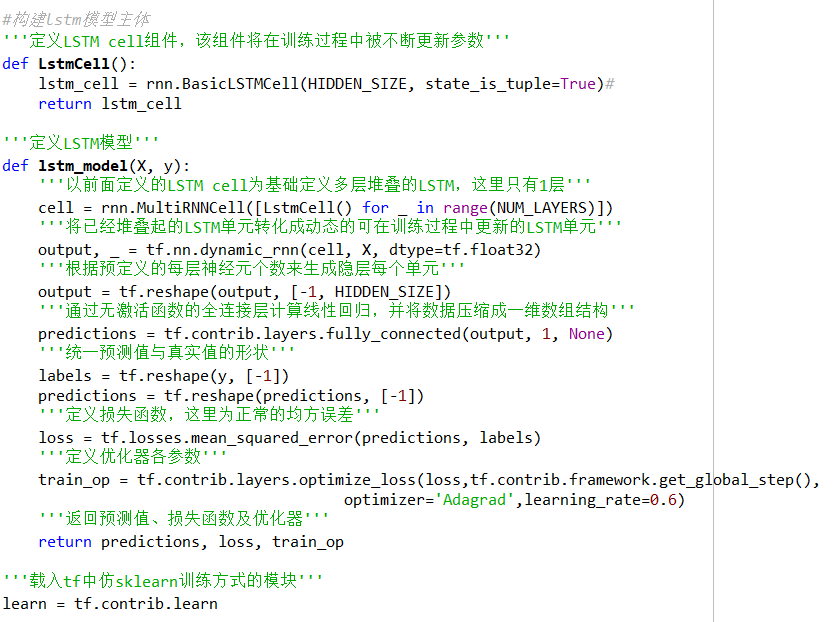 #构建lstm模型主体
'''定义LSTM cell组件，该组件将在训练过程中被不断更新参数'''
def LstmCell():
    lstm_cell = rnn.BasicLSTMCell(HIDDEN_SIZE, state_is_tuple=True)#
    return lstm_cell
'''定义LSTM模型'''
def lstm_model(X, y):
    '''以前面定义的LSTM cell为基础定义多层堆叠的LSTM，这里只有1层'''
    cell = rnn.MultiRNNCell([LstmCell() for _ in range(NUM_LAYERS)])
    '''将已经堆叠起的LSTM单元转化成动态的可在训练过程中更新的LSTM单元'''
    output, _ = tf.nn.dynamic_rnn(cell, X, dtype=tf.float32)
    '''根据预定义的每层神经元个数来生成隐层每个单元'''
    output = tf.reshape(output, [-1, HIDDEN_SIZE])
    '''通过无激活函数的全连接层计算线性回归，并将数据压缩成一维数组结构'''
    predictions = tf.contrib.layers.fully_connected(output, 1, None)
    '''统一预测值与真实值的形状'''
    labels = tf.reshape(y, [-1])
    predictions = tf.reshape(predictions, [-1])
    '''定义损失函数，这里为正常的均方误差'''
    loss = tf.losses.mean_squared_error(predictions, labels)
    '''定义优化器各参数'''
    train_op = tf.contrib.layers.optimize_loss(loss,tf.contrib.framework.get_global_step(),
                                      optimizer='Adagrad',learning_rate=0.6)
    '''返回预测值、损失函数及优化器'''
    return predictions, loss, train_op
'''载入tf中仿sklearn训练方式的模块'''
learn = tf.contrib.learn